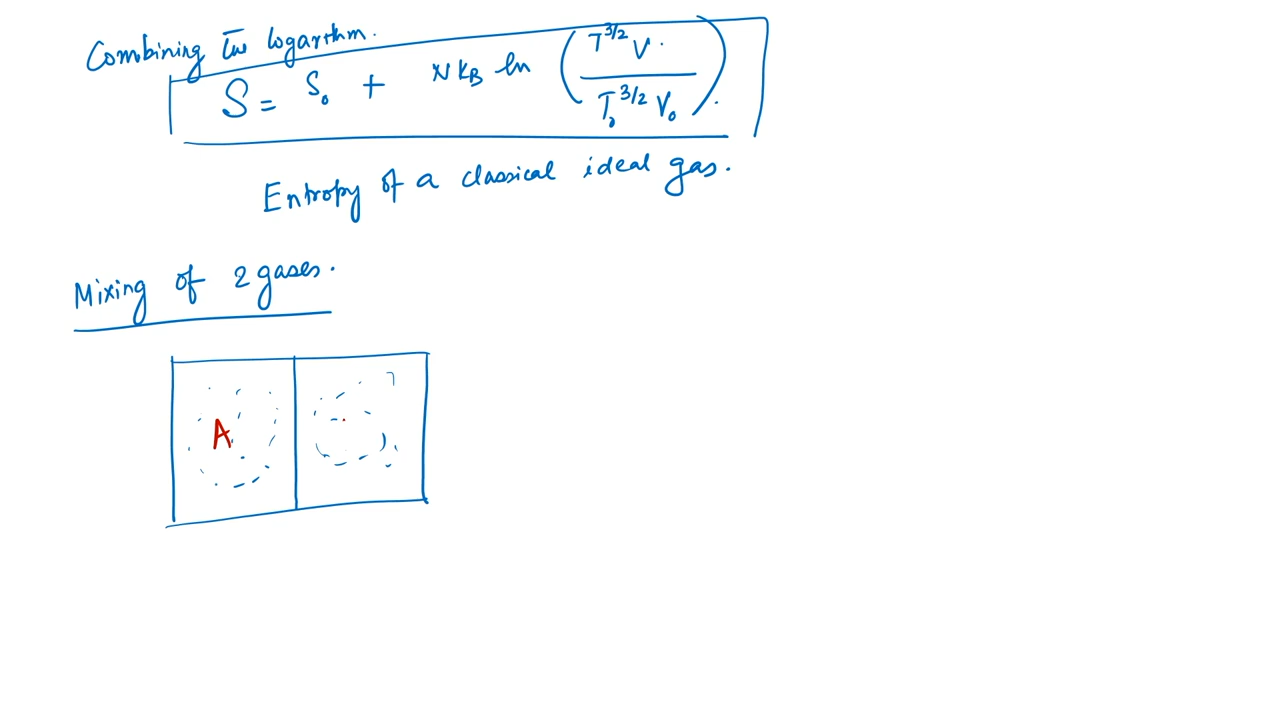 Combining the logarithm.
S = S₀ + N k_B ln ( T^{3/2} V / T₀^{3/2} V₀ ).
Entropy of a classical ideal gas.
Mixing of 2 gases.
A